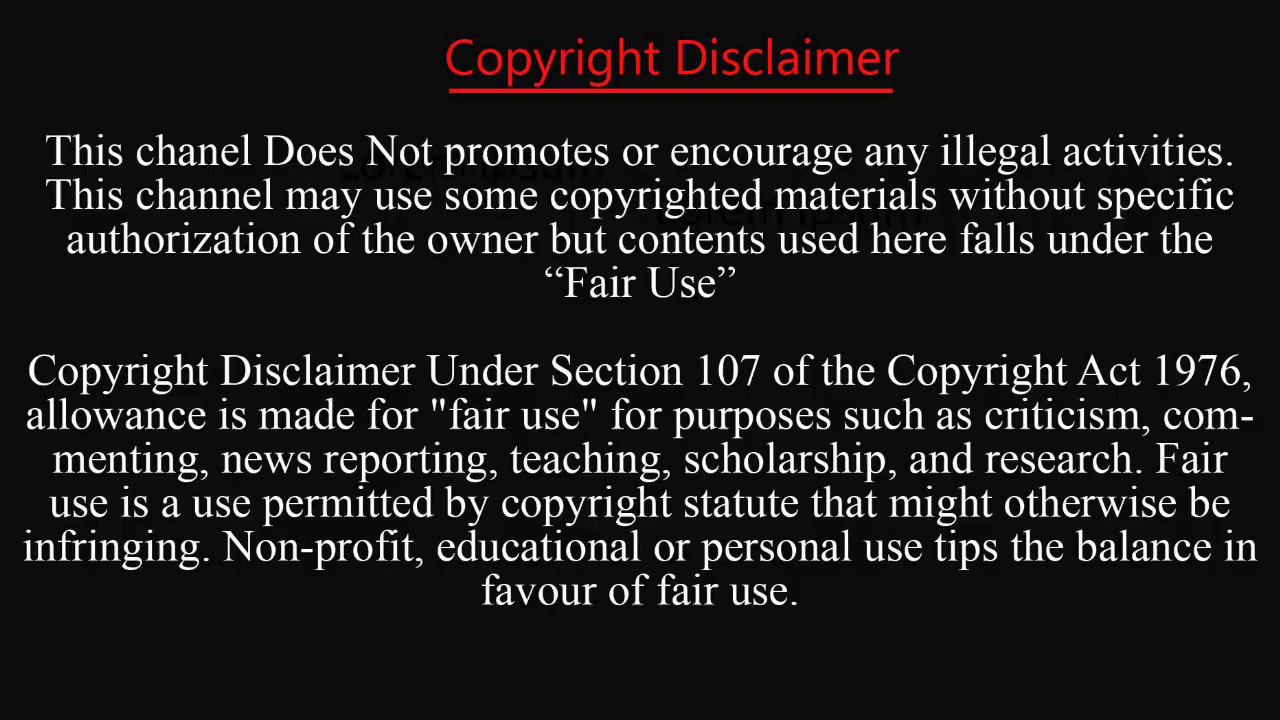 Copyright Disclaimer
This chanel Does Not promotes or encourage any illegal activities.
This channel may use some copyrighted materials without specific
authorization of the owner but contents used here falls under the
“Fair Use”
Copyright Disclaimer Under Section 107 of the Copyright Act 1976,
allowance is made for "fair use" for purposes such as criticism, com-
menting, news reporting, teaching, scholarship, and research. Fair
use is a use permitted by copyright statute that might otherwise be
infringing. Non-profit, educational or personal use tips the balance in
favour of fair use.